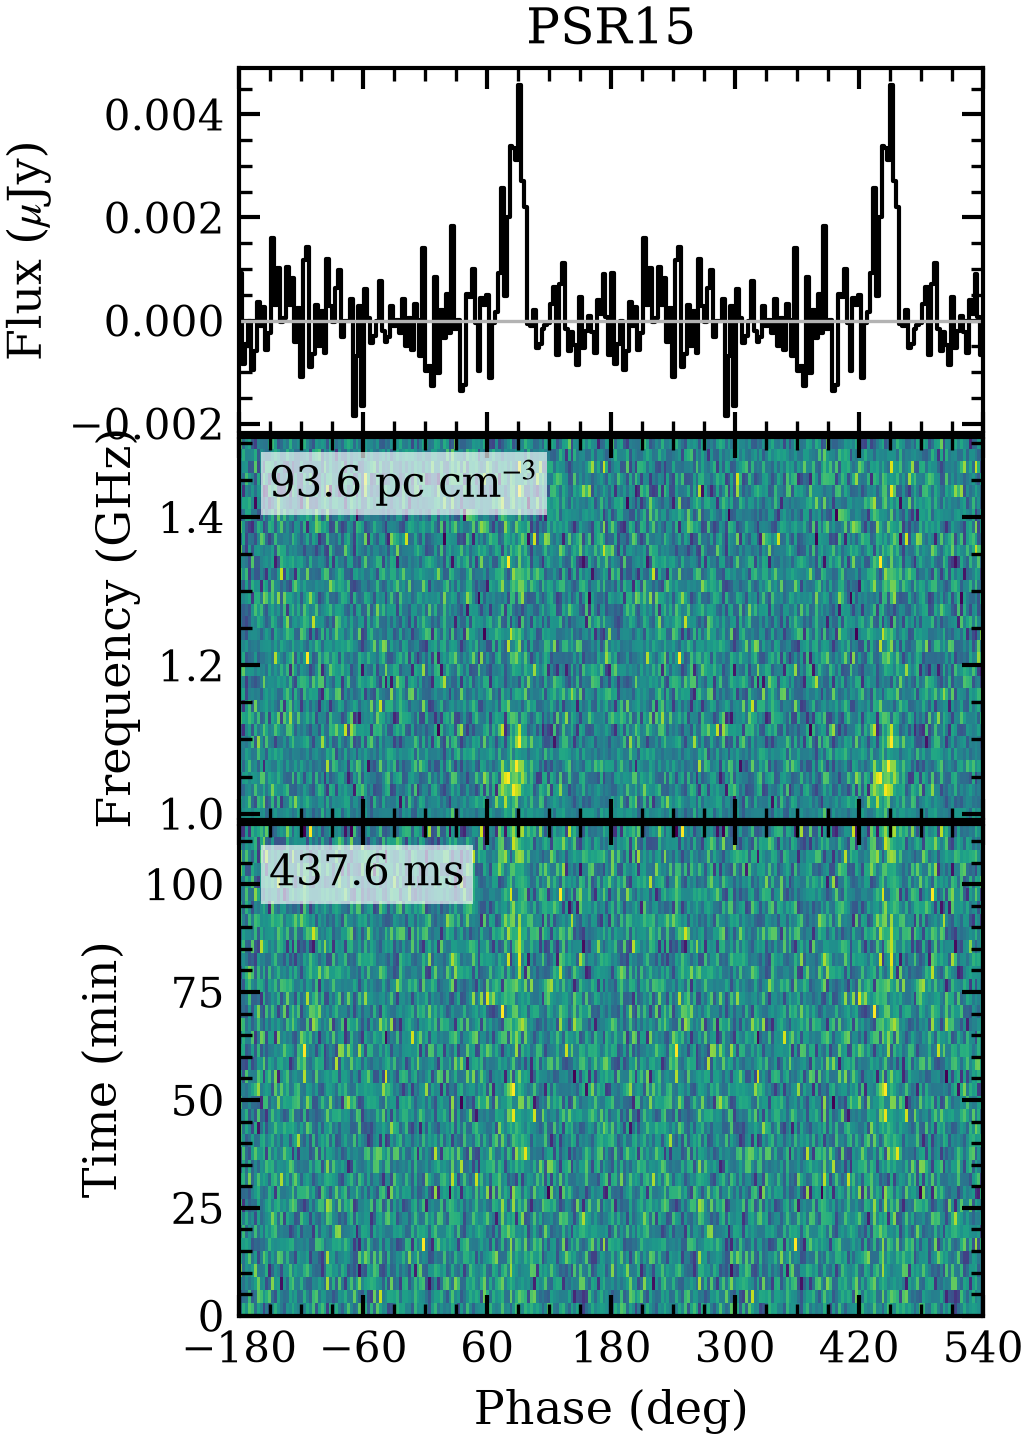 PSR15
Flux (μJy)
0.004
0.002
0.000
−0.002
Frequency (GHz)
1.4
1.2
1.0
93.6 pc cm⁻³
Time (min)
100
75
50
25
0
437.6 ms
−180 −60 60 180 300 420 540
Phase (deg)